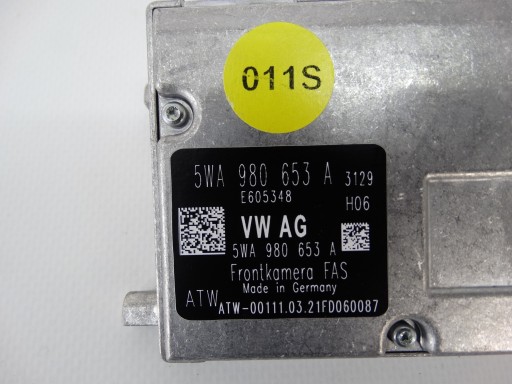 011S
5WA 980 653 A 3129
E605348 H06
VW AG
5WA 980 653 A
Frontkamera FAS
Made in Germany
ATW
ATW-00111.03.21FD060087